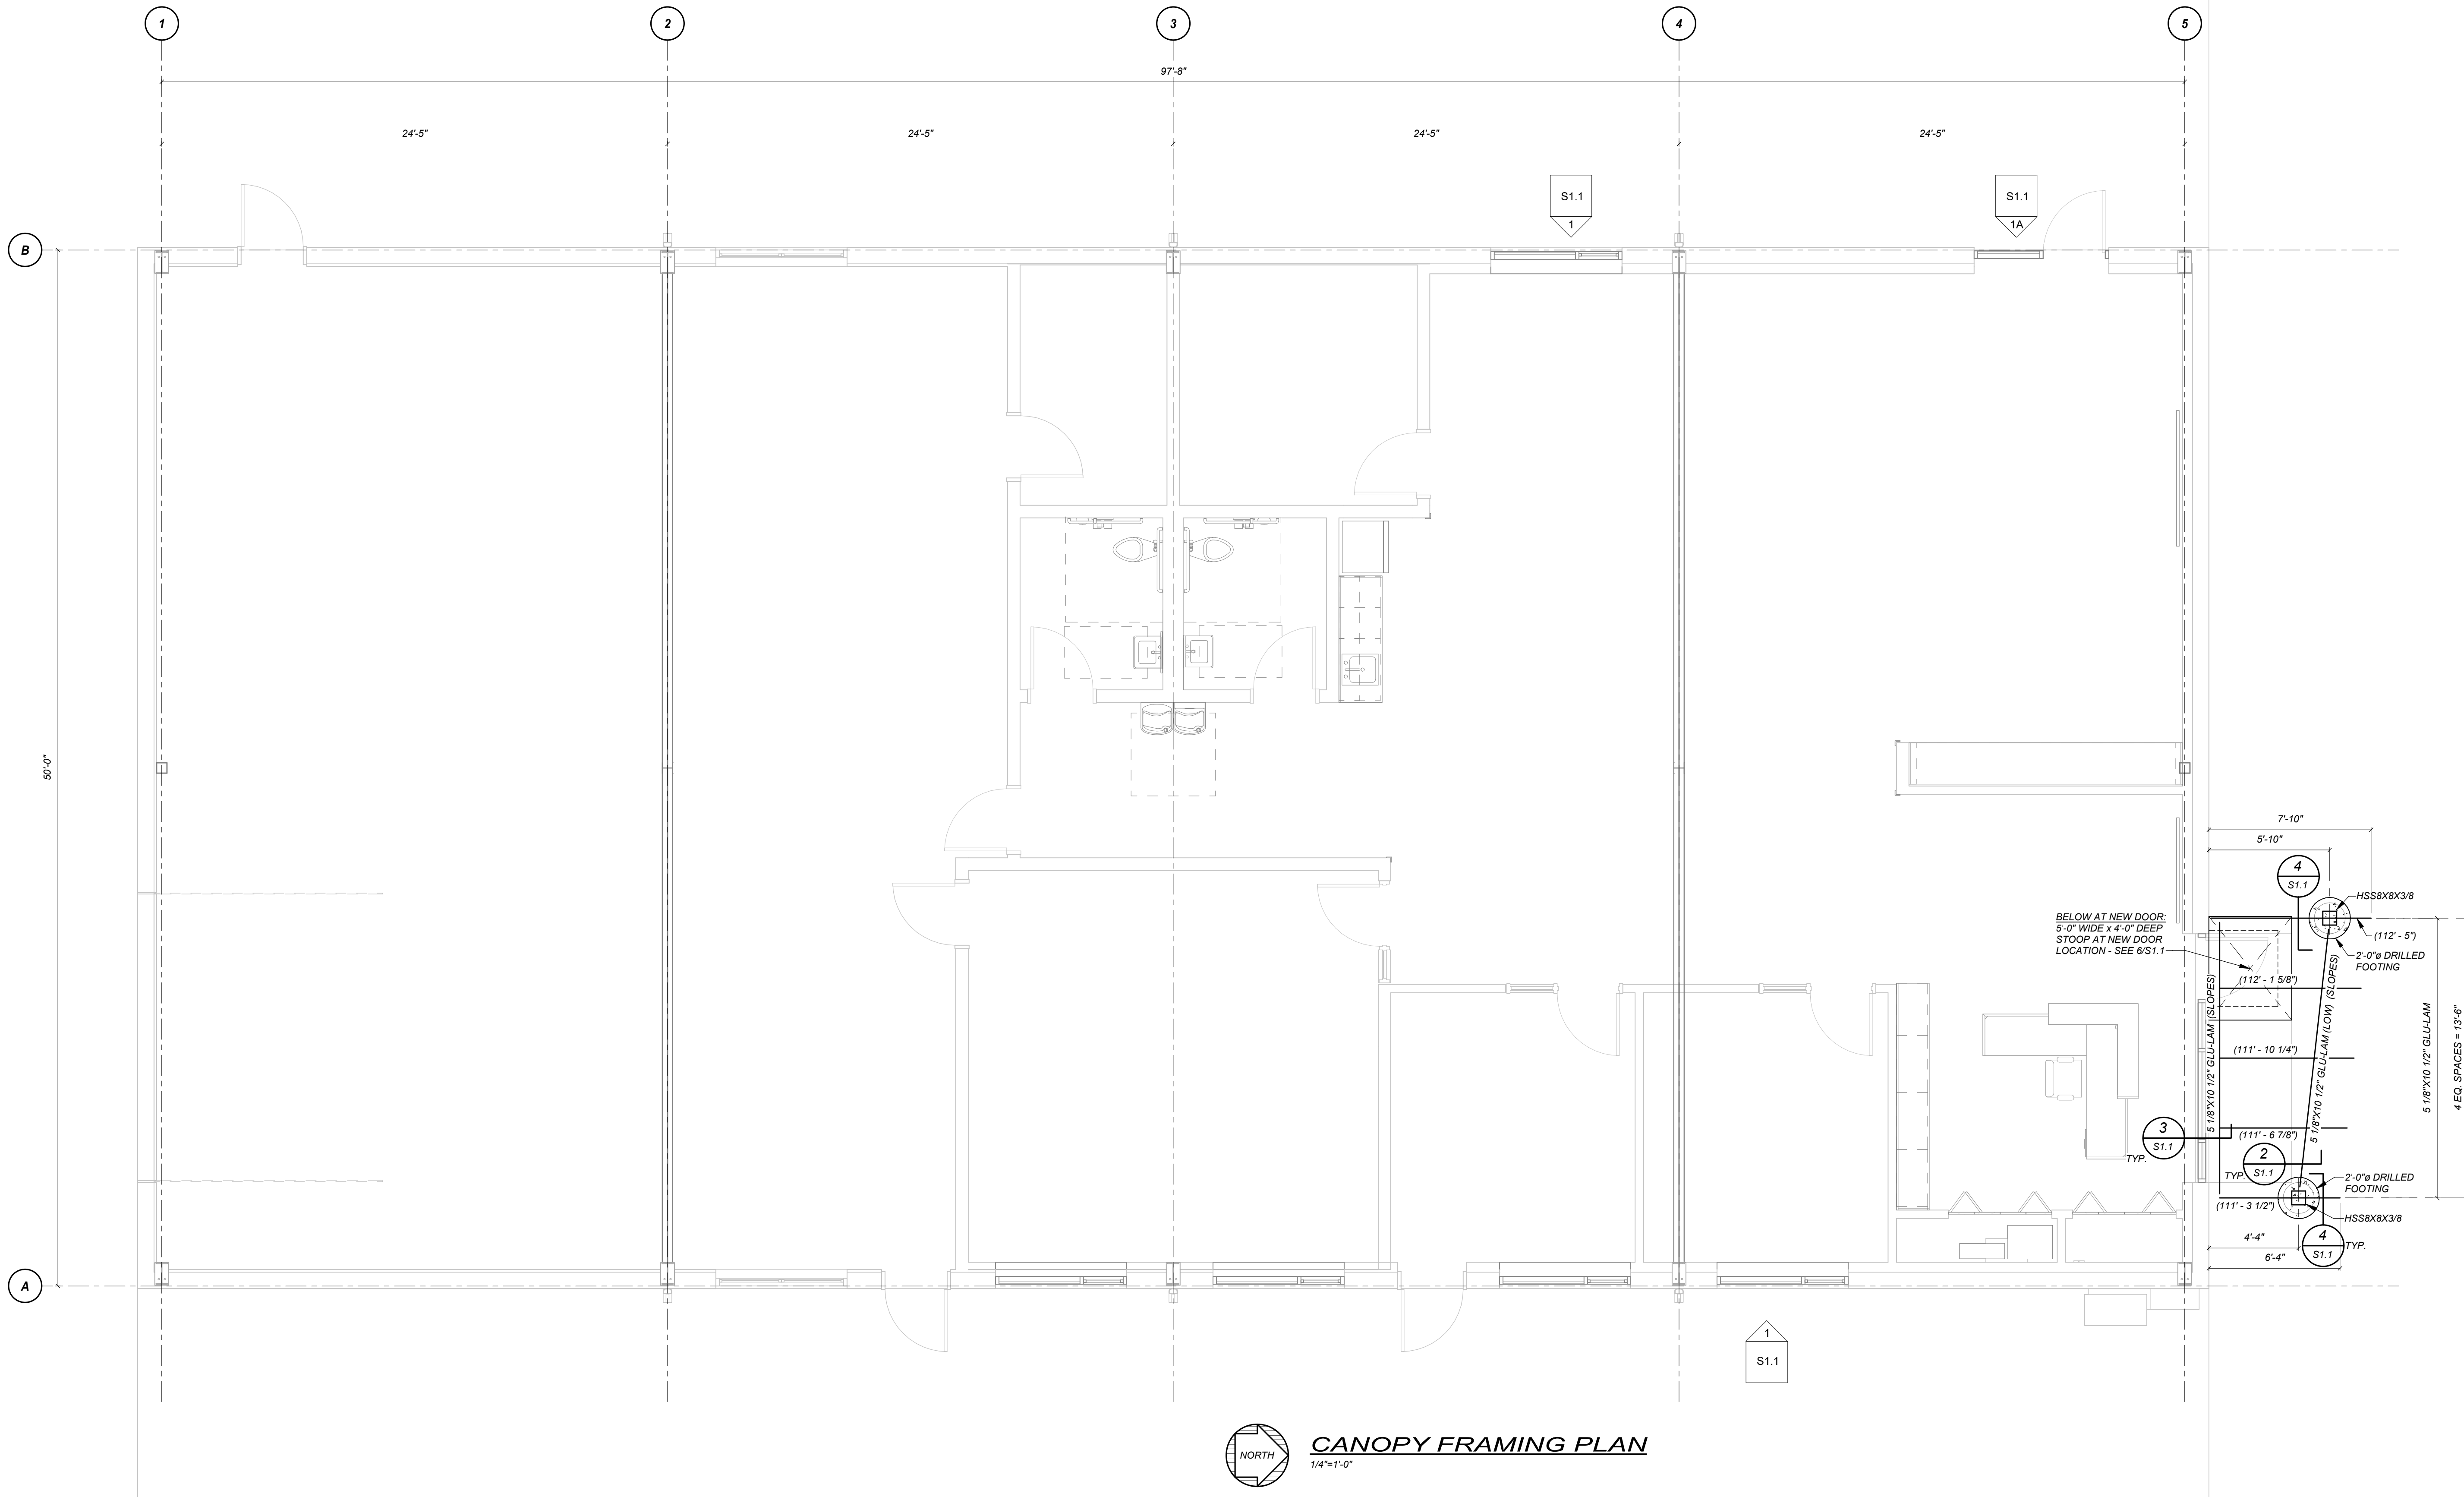 1
2
3
4
5
97'-8"
24'-5"
24'-5"
24'-5"
24'-5"
S1.1
1
S1.1
1A
B
50'-0"
7'-10"
5'-10"
4
S1.1
HSS8X8X3/8
BELOW AT NEW DOOR:
5'-0" WIDE x 4'-0" DEEP
STOOP AT NEW DOOR
LOCATION - SEE 6/S1.1
(112' - 5")
2'-0"ø DRILLED
FOOTING
(112' - 1 5/8")
(111' - 10 1/4")
(111' - 6 7/8")
(111' - 3 1/2")
5 1/8"X10 1/2" GLU-LAM (SLOPES)
5 1/8"X10 1/2" GLU-LAM (LOW) (SLOPES)
5 1/8"X10 1/2" GLU-LAM
4 EQ. SPACES = 13'-6"
3
S1.1
TYP.
2
S1.1
TYP.
2'-0"ø DRILLED
FOOTING
HSS8X8X3/8
4'-4"
4
S1.1
TYP.
6'-4"
A
1
S1.1
NORTH
CANOPY FRAMING PLAN
1/4"=1'-0"